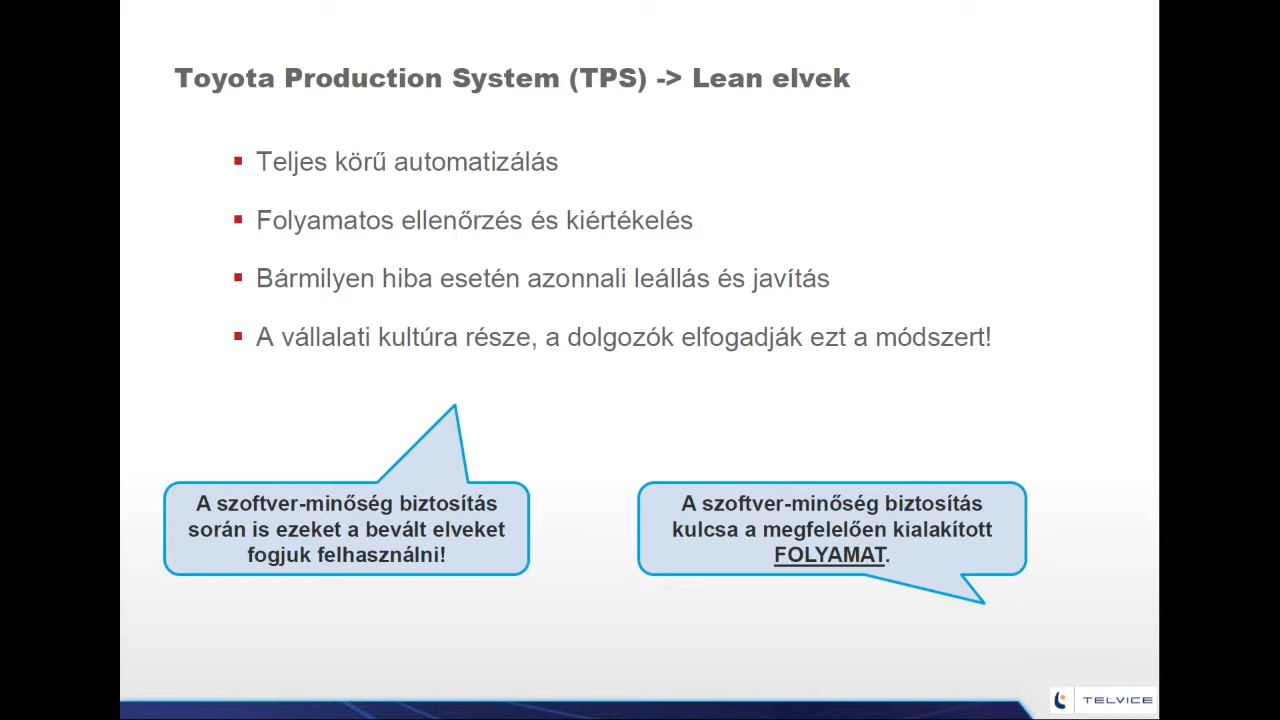 Toyota Production System (TPS) -> Lean elvek
Teljes körű automatizálás
Folyamatos ellenőrzés és kiértékelés
Bármilyen hiba esetén azonnali leállás és javítás
A vállalati kultúra része, a dolgozók elfogadják ezt a módszert!
A szoftver-minőség biztosítás
során is ezeket a bevált elveket
fogjuk felhasználni!
A szoftver-minőség biztosítás
kulcsa a megfelelően kialakított
FOLYAMAT.
TELVICE